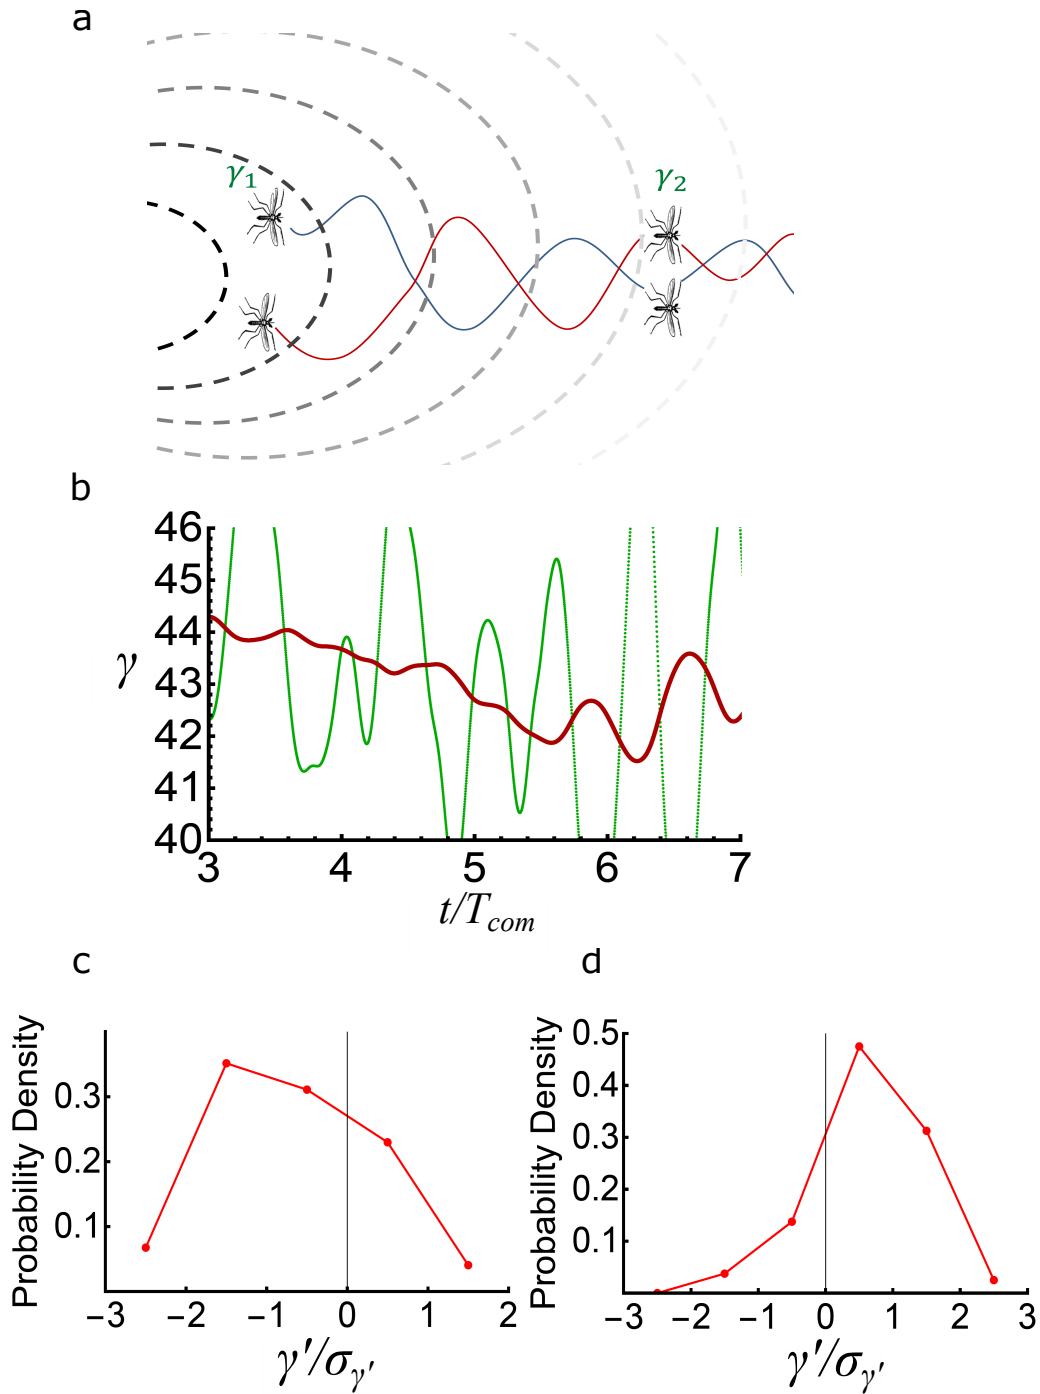 a
γ₁
γ₂
b
46
45
44
43
42
41
40
γ
3 4 5 6 7
t/T_com
c
Probability Density
0.3
0.2
0.1
−3 −2 −1 0 1 2
γ′/σ_γ′
d
Probability Density
0.5
0.4
0.3
0.2
0.1
−3 −2 −1 0 1 2 3
γ′/σ_γ′